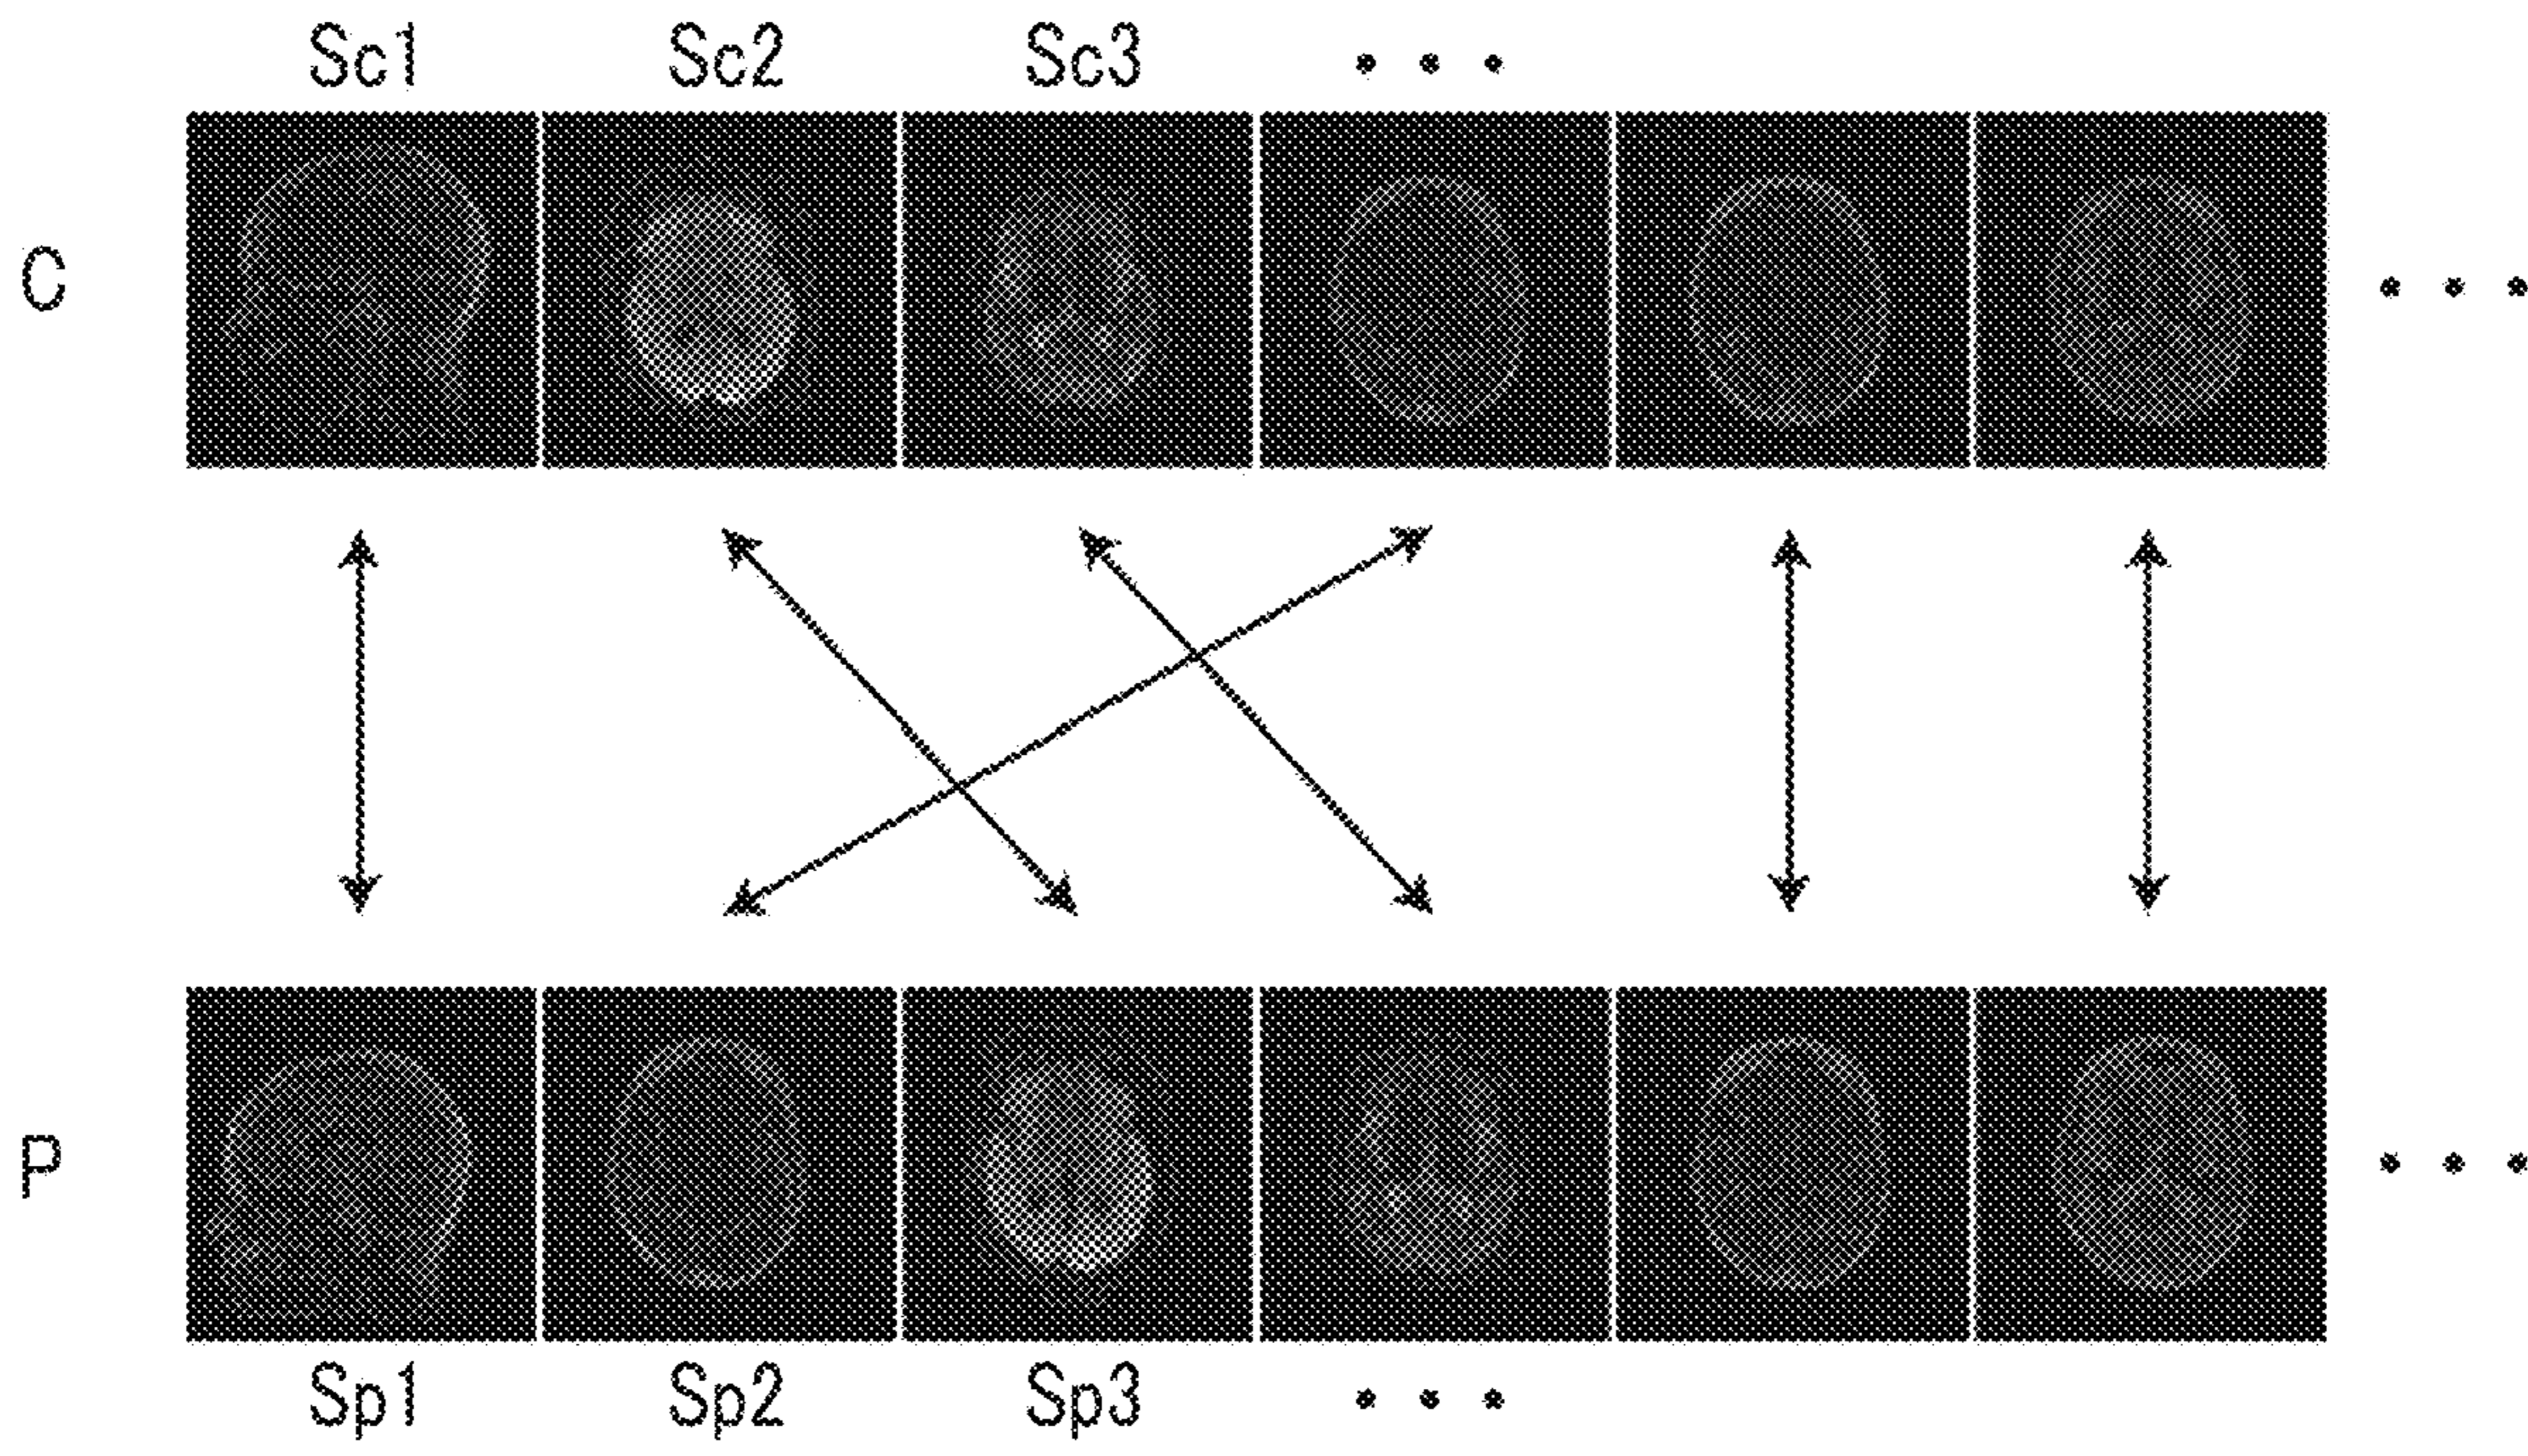 Sc1 Sc2 Sc3 • • •
C • • •
P • • •
Sp1 Sp2 Sp3 • • •